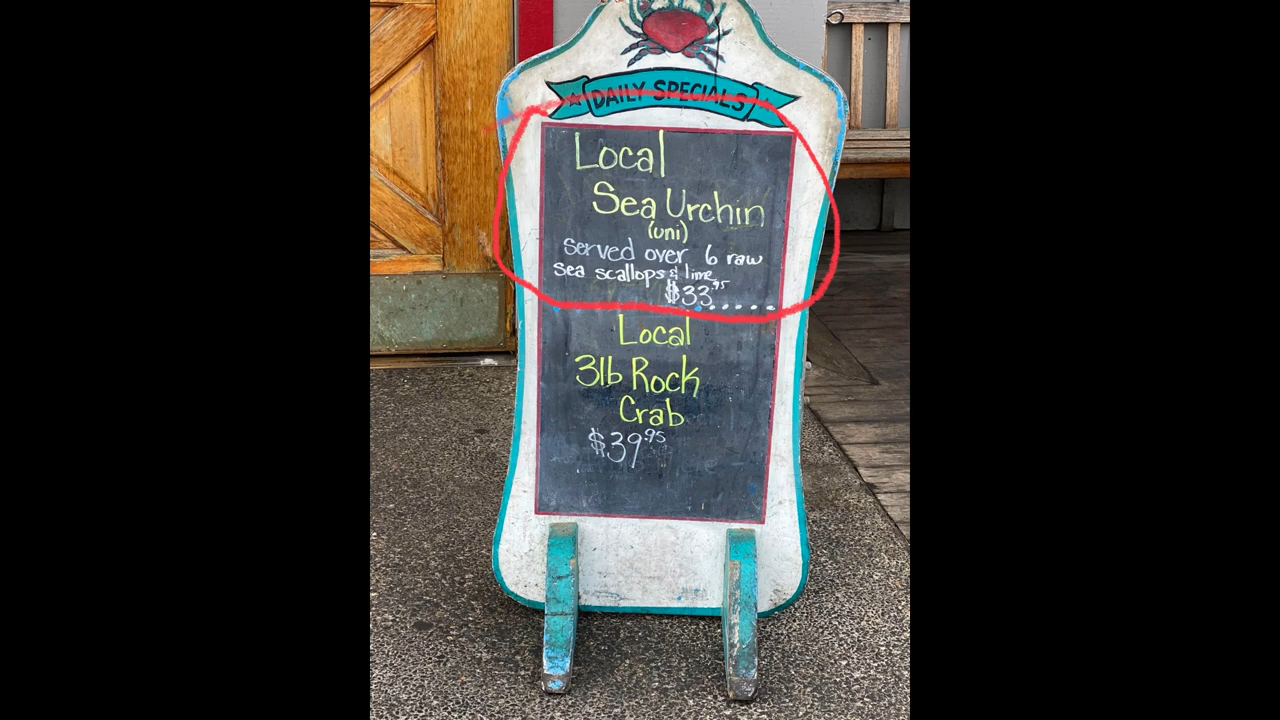 DAILY SPECIALS
Local
Sea Urchin
(uni)
served over 6 raw
sea scallops & lime
$33.95
Local
3lb Rock
Crab
$39.95